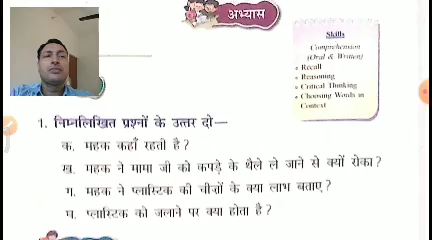 अभ्यास
Skills
Comprehension
(Oral & Written)
• Recall
• Reasoning
• Critical Thinking
• Choosing Words in
Context
1. निम्नलिखित प्रश्नों के उत्तर दो—
क. महक कहाँ रहती है?
ख. महक ने मामा जी को कपड़े के थैले ले जाने से क्यों रोका?
ग. महक ने प्लास्टिक की चीज़ों के क्या लाभ बताए?
घ. प्लास्टिक को जलाने पर क्या होता है?